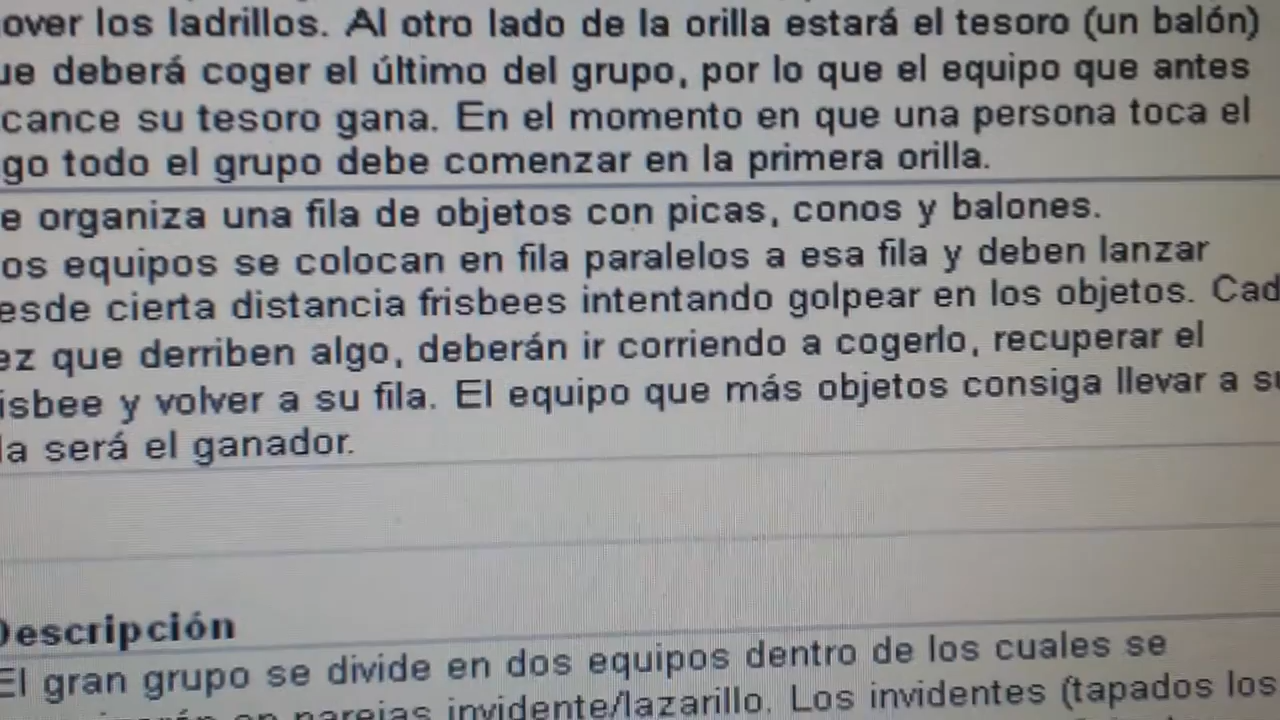 over los ladrillos. Al otro lado de la orilla estará el tesoro (un balón)
ue deberá coger el último del grupo, por lo que el equipo que antes
cance su tesoro gana. En el momento en que una persona toca el
go todo el grupo debe comenzar en la primera orilla.
e organiza una fila de objetos con picas, conos y balones.
os equipos se colocan en fila paralelos a esa fila y deben lanzar
esde cierta distancia frisbees intentando golpear en los objetos. Cad
ez que derriben algo, deberán ir corriendo a cogerlo, recuperar el
isbee y volver a su fila. El equipo que más objetos consiga llevar a su
la será el ganador.
Descripción
El gran grupo se divide en dos equipos dentro de los cuales se
en parejas invidente/lazarillo. Los invidentes (tapados los